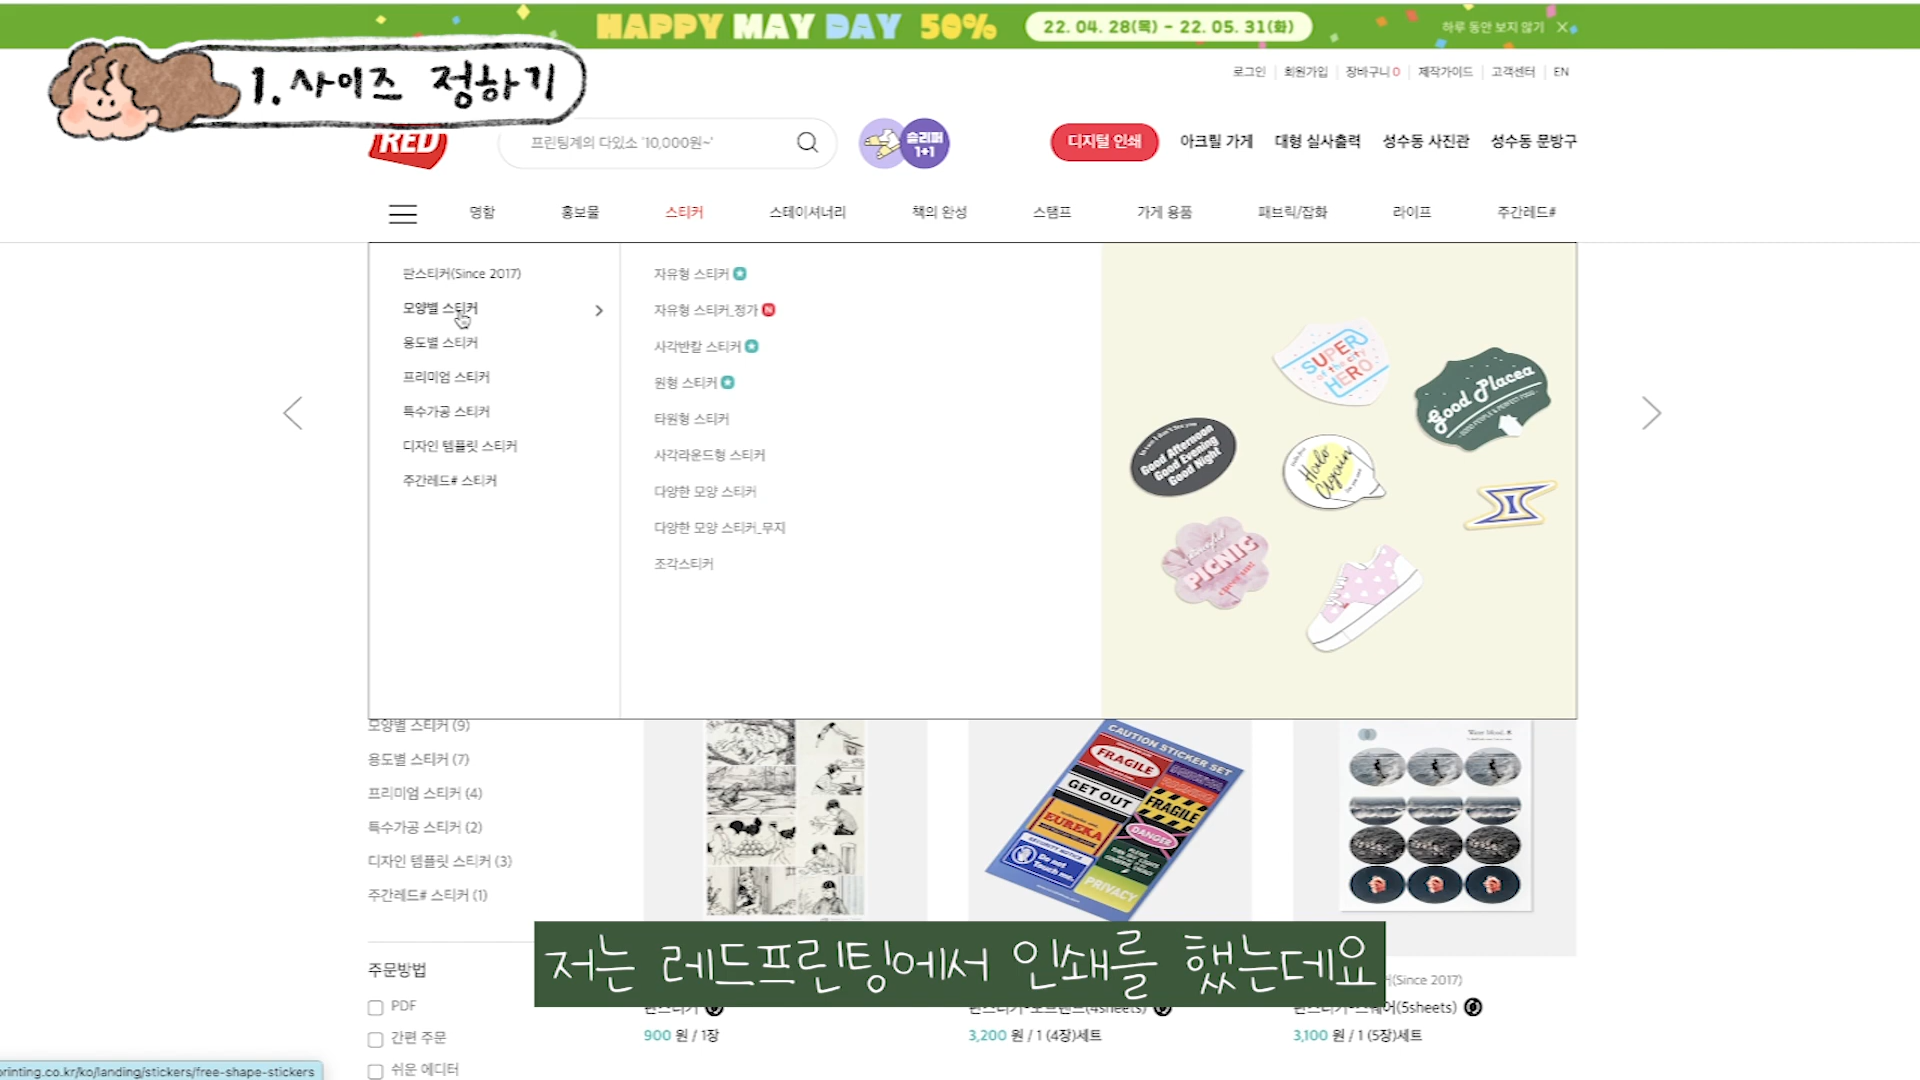 HAPPY MAY DAY 50% 22. 04. 28(목) - 22. 05. 31(화) 하루 동안 보지 않기
로그인 회원가입 장바구니 0 제작가이드 고객센터 EN
1. 사이즈 정하기
RED 프린팅계의 다있소 '10,000원~' 슬리퍼 1+1 디지털 인쇄 아크릴 가게 대형 실사출력 성수동 사진관 성수동 문방구
명함 홍보물 스티커 스테이셔너리 책의 완성 스탬프 가게 용품 패브릭/잡화 라이프 주간레드#
판스티커(Since 2017)
모양별 스티커
용도별 스티커
프리미엄 스티커
특수가공 스티커
디자인 템플릿 스티커
주간레드# 스티커
자유형 스티커
자유형 스티커_정가 N
사각반칼 스티커
원형 스티커
타원형 스티커
사각라운드형 스티커
다양한 모양 스티커
다양한 모양 스티커_무지
조각스티커
SUPER
of the city
HERO
Good Placea
Good Afternoon
Good Evening
Good Night
Halo
Again
PICNIC
모양별 스티커 (9)
용도별 스티커 (7)
프리미엄 스티커 (4)
특수가공 스티커 (2)
디자인 템플릿 스티커 (3)
주간레드# 스티커 (1)
주문방법
PDF
간편 주문
쉬운 에디터
CAUTION STICKER SET
FRAGILE
GET OUT
FRAGILE
EUREKA
DANGER
SECURITY NOTICE
Do not
Touch me.
PRIVACY
저는 레드프린팅에서 인쇄를 했는데요
(Since 2017)
(4sheets)
(5sheets)
900 원 / 1장
3,200 원 / 1 (4장)세트
3,100 원 / 1 (5장)세트
printing.co.kr/ko/landing/stickers/free-shape-stickers